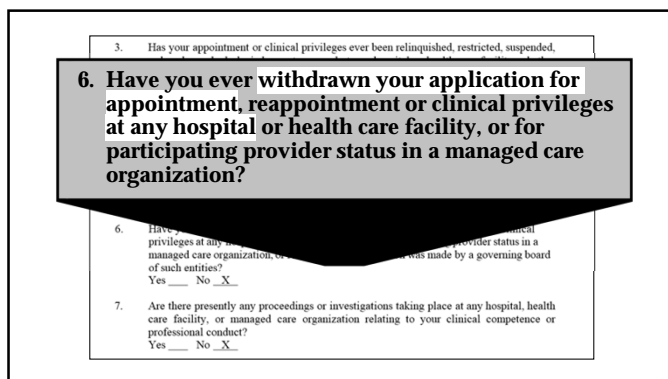 3. Has your appointment or clinical privileges ever been relinquished, restricted, suspended,
6. Have you ever withdrawn your application for
appointment, reappointment or clinical privileges
at any hospital or health care facility, or for
participating provider status in a managed care
organization?
6. Have
privileges at any provider status in a
managed care organization, was made by a governing board
of such entities?
Yes ___ No _X_
7. Are there presently any proceedings or investigations taking place at any hospital, health
care facility, or managed care organization relating to your clinical competence or
professional conduct?
Yes ___ No _X_